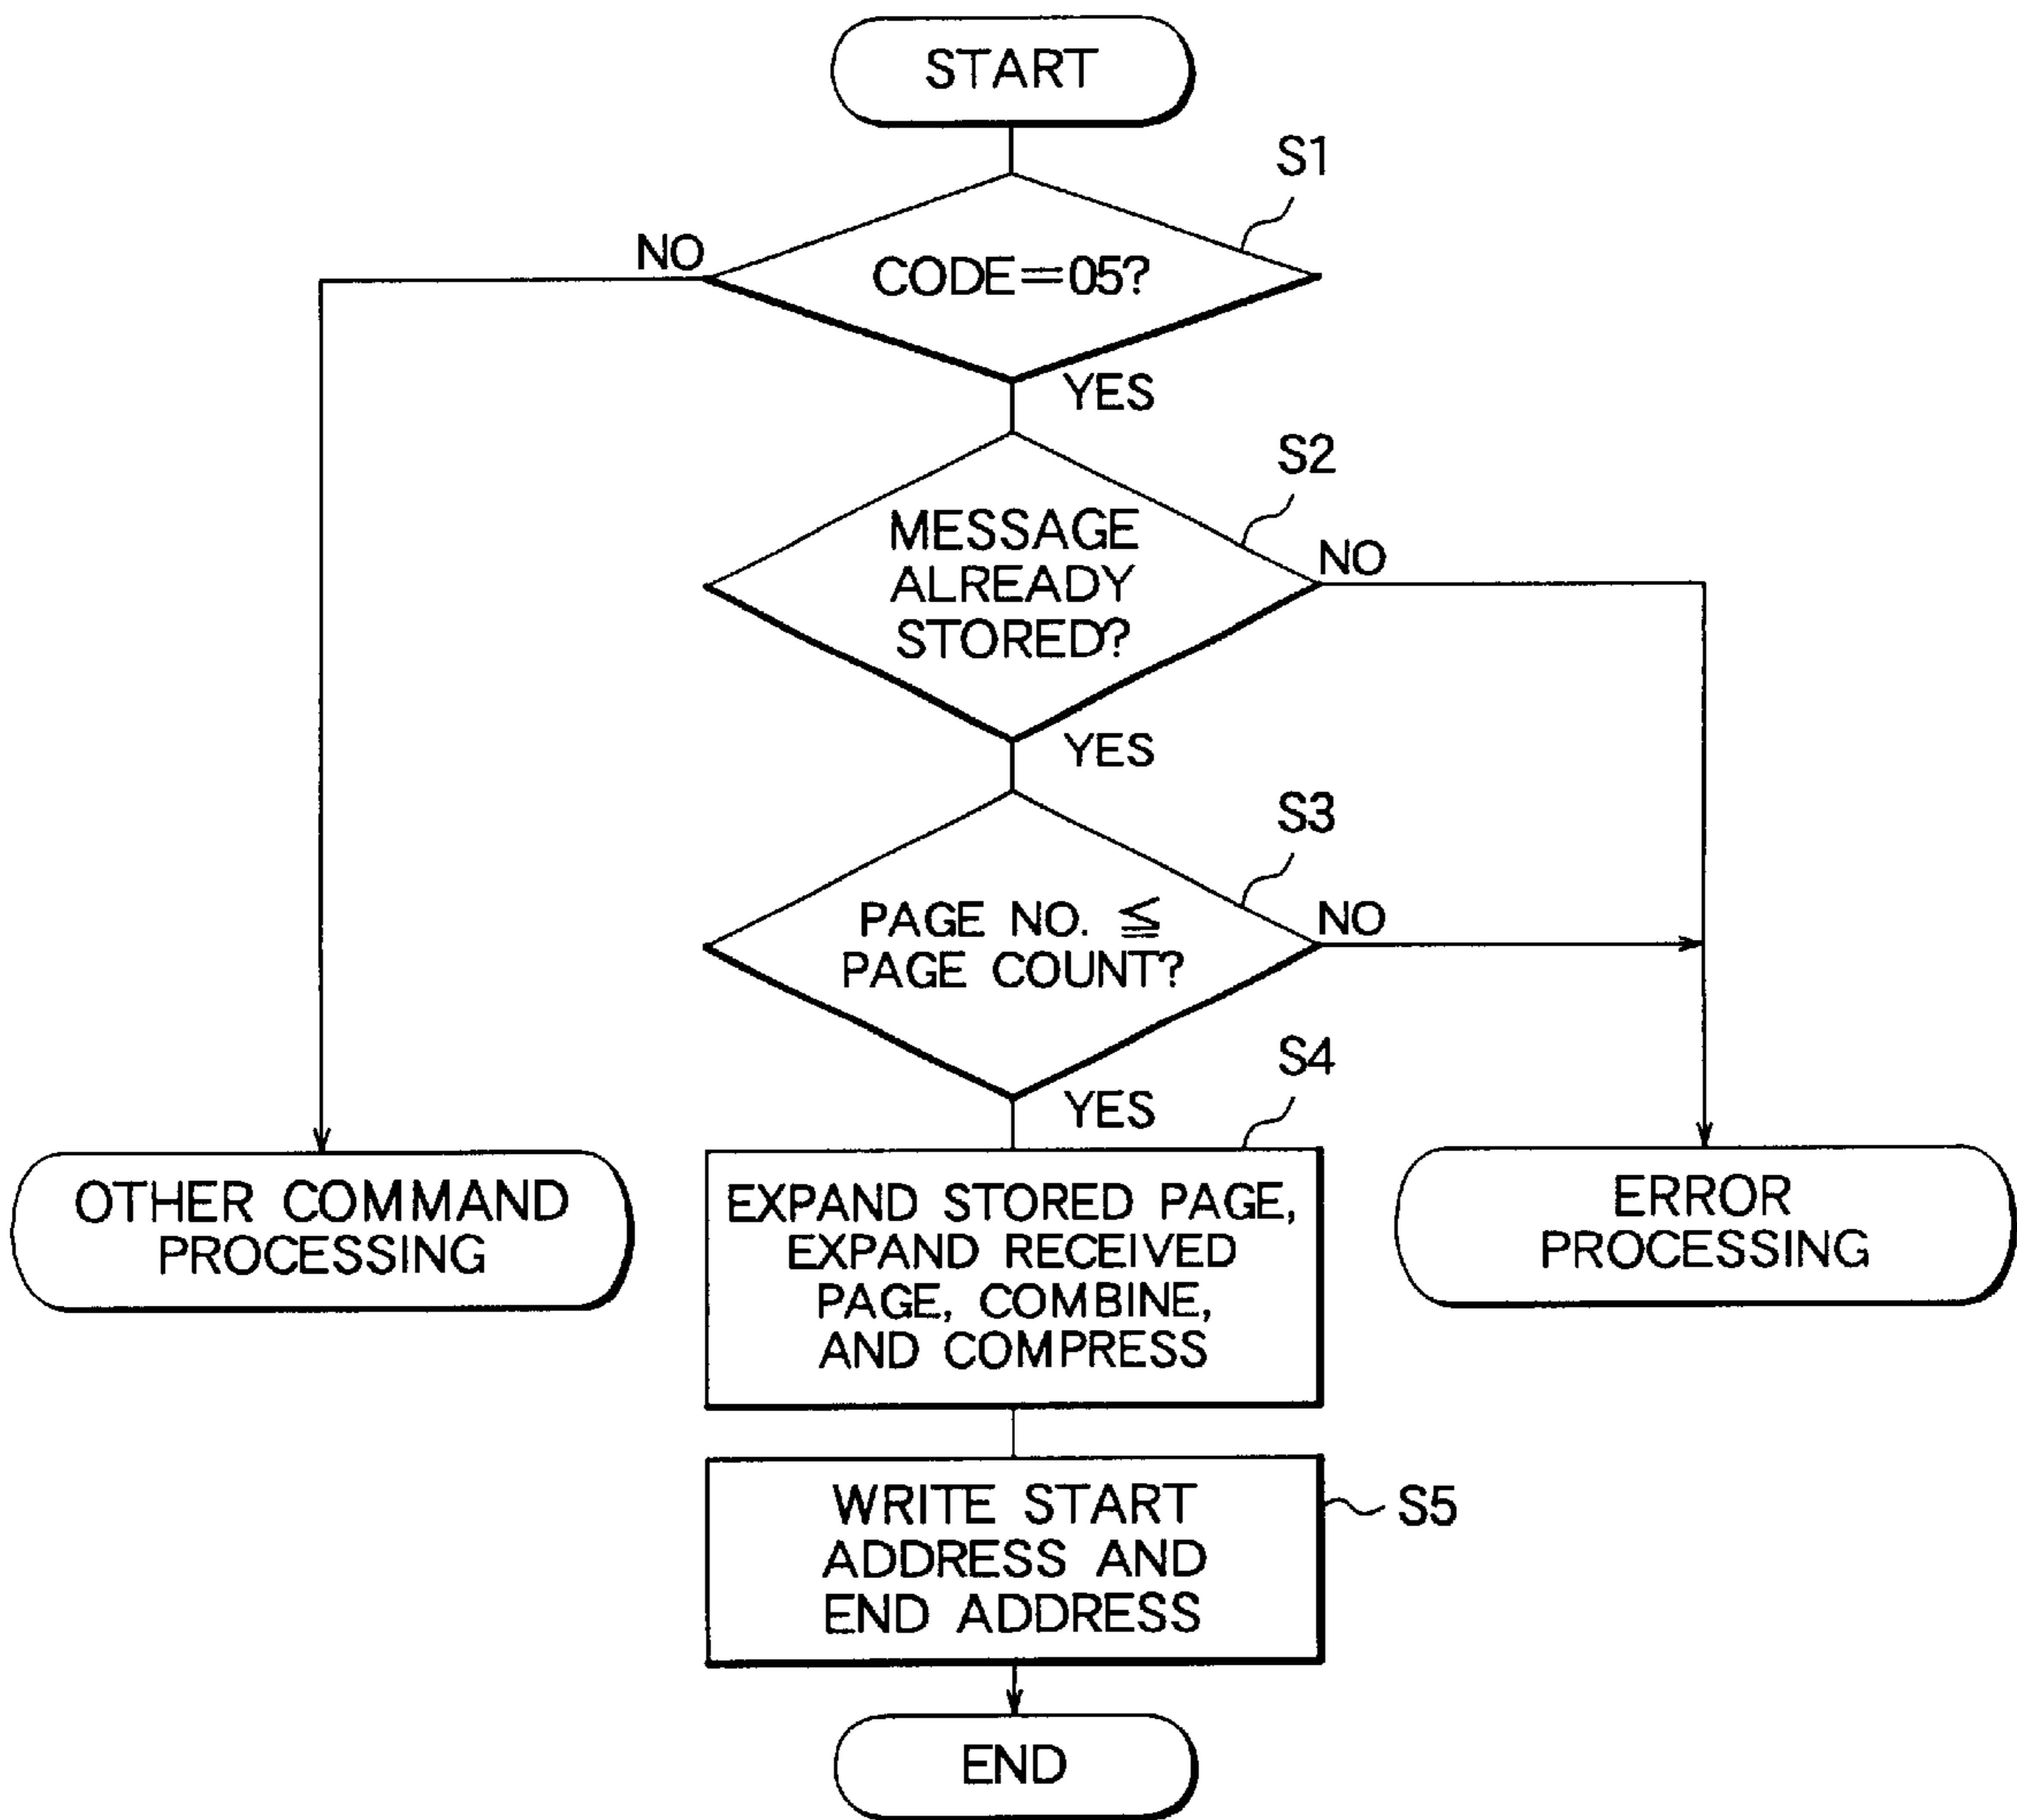 START
S1
NO
CODE=05?
YES
S2
MESSAGE
ALREADY
STORED?
NO
YES
S3
PAGE NO. ≦
PAGE COUNT?
NO
YES
S4
OTHER COMMAND
PROCESSING
EXPAND STORED PAGE,
EXPAND RECEIVED
PAGE, COMBINE,
AND COMPRESS
ERROR
PROCESSING
WRITE START
ADDRESS AND
END ADDRESS
S5
END